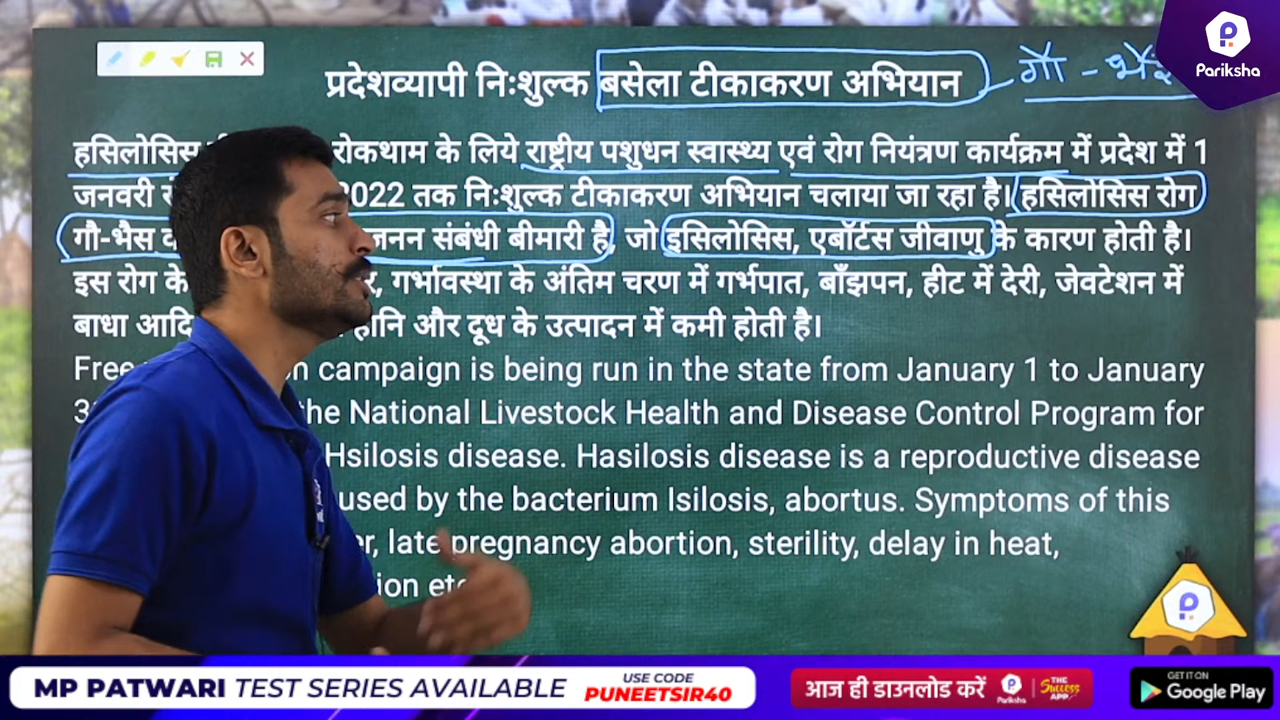 Pariksha
प्रदेशव्यापी निःशुल्क बसेला टीकाकरण अभियान
गौ - भैंस
हसिलोसिस रोकथाम के लिये राष्ट्रीय पशुधन स्वास्थ्य एवं रोग नियंत्रण कार्यक्रम में प्रदेश में 1
जनवरी 2022 तक निःशुल्क टीकाकरण अभियान चलाया जा रहा है। हसिलोसिस रोग
गौ-भैंस जनन संबंधी बीमारी है, जो इसिलोसिस, एबॉर्टस जीवाणु के कारण होती है।
इस रोग के गर्भावस्था के अंतिम चरण में गर्भपात, बाँझपन, हीट में देरी, जेवटेशन में
बाधा आदि हानि और दूध के उत्पादन में कमी होती है।
Free campaign is being run in the state from January 1 to January
the National Livestock Health and Disease Control Program for
Hsilosis disease. Hasilosis disease is a reproductive disease
used by the bacterium Isilosis, abortus. Symptoms of this
late pregnancy abortion, sterility, delay in heat,
MP PATWARI TEST SERIES AVAILABLE
USE CODE
PUNEETSIR40
आज ही डाउनलोड करें
Pariksha
THE
Success
APP
GET IT ON
Google Play